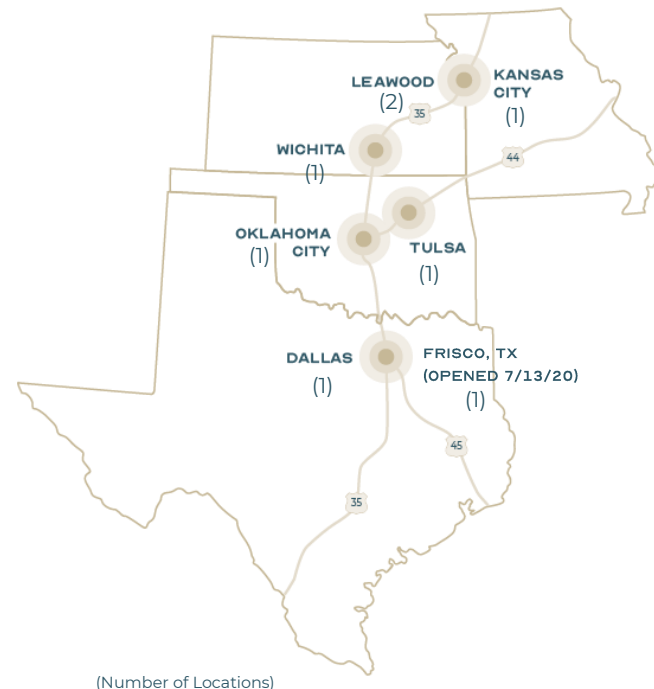 LEAWOOD
(2)
KANSAS
CITY
(1)
35
WICHITA
(1)
44
OKLAHOMA
CITY
(1)
TULSA
(1)
DALLAS
(1)
FRISCO, TX
(OPENED 7/13/20)
(1)
45
35
(Number of Locations)